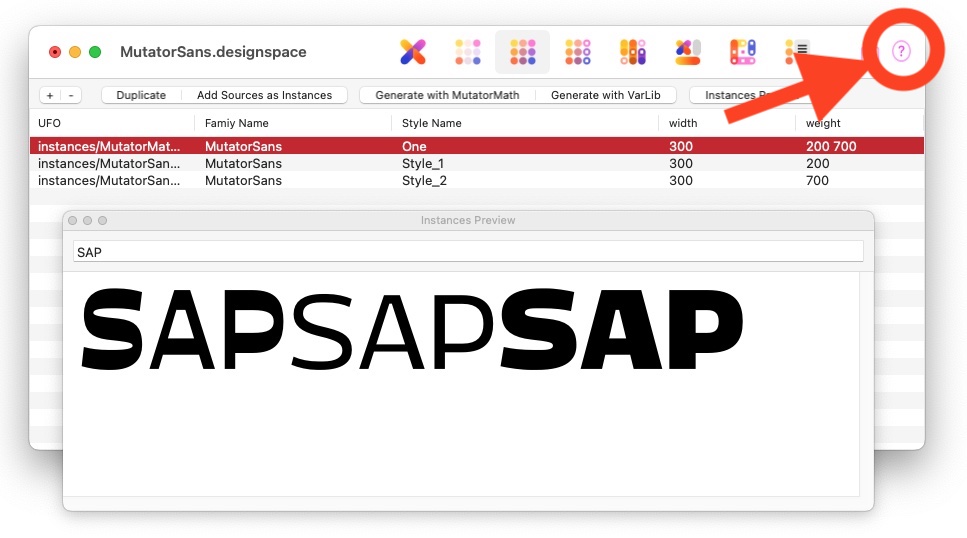 MutatorSans.designspace ?
+ - Duplicate Add Sources as Instances Generate with MutatorMath Generate with VarLib Instances
UFO Famiy Name Style Name width weight
instances/MutatorMat... MutatorSans One 300 200 700
instances/MutatorSan... MutatorSans Style_1 300 200
instances/MutatorSan... MutatorSans Style_2 300 700
Instances Preview
SAP
SAPSAPSAP